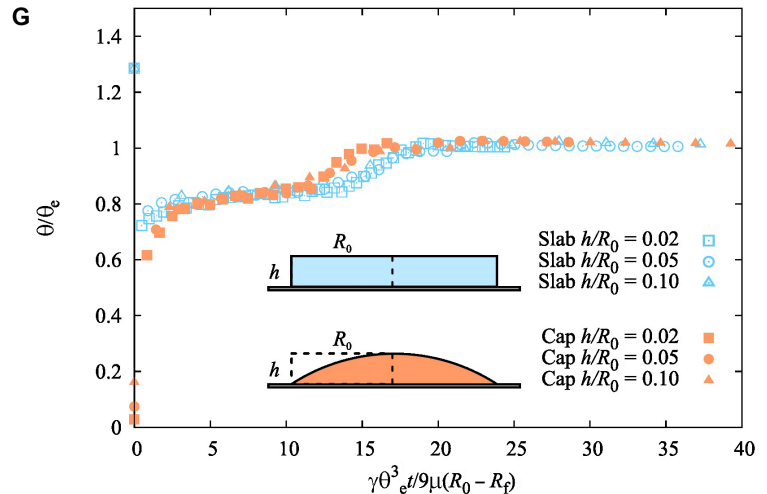 G
1.4
1.2
1
0.8
0.6
0.4
0.2
0
θ/θe
R0
h
Slab h/R0 = 0.02
Slab h/R0 = 0.05
Slab h/R0 = 0.10
R0
h
Cap h/R0 = 0.02
Cap h/R0 = 0.05
Cap h/R0 = 0.10
0 5 10 15 20 25 30 35 40
γθ³e t/9μ(R0 – Rf)